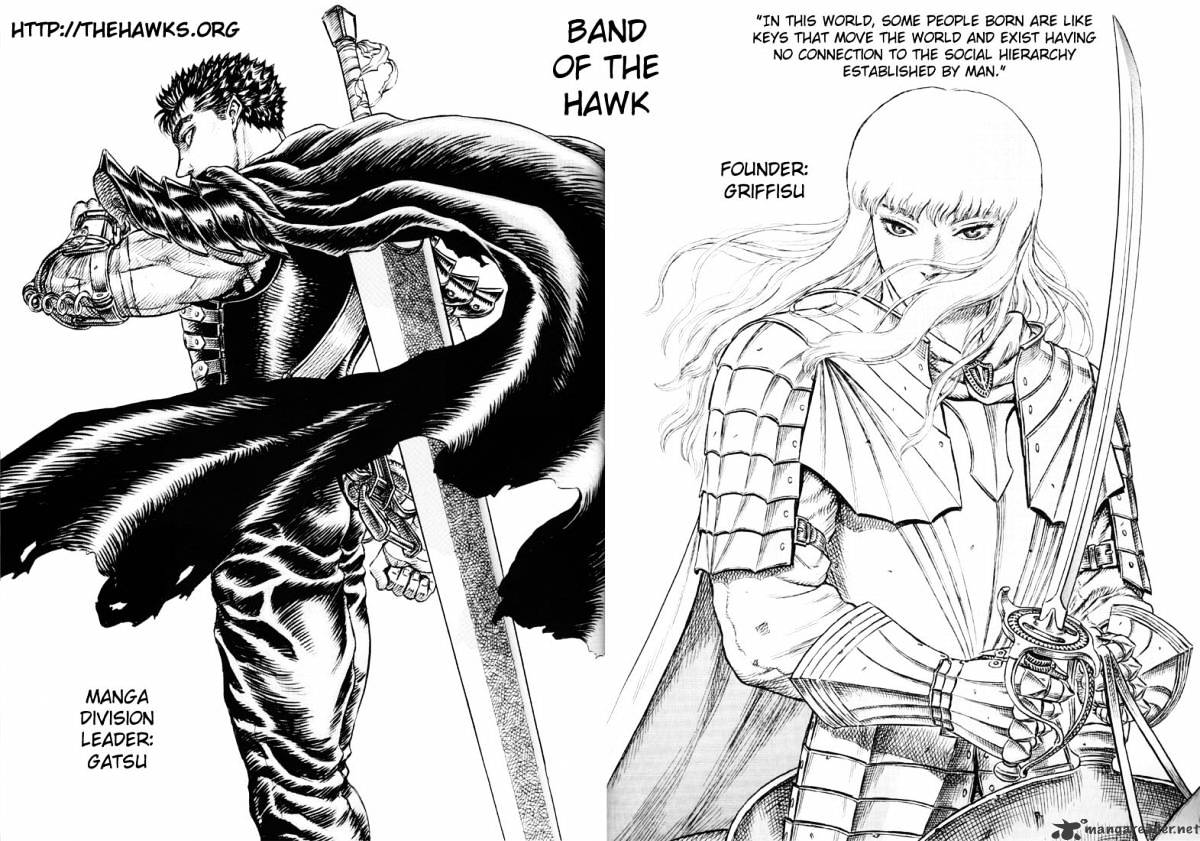 HTTP://THEHAWKS.ORG
BAND
OF THE
HAWK
"IN THIS WORLD, SOME PEOPLE BORN ARE LIKE
KEYS THAT MOVE THE WORLD AND EXIST HAVING
NO CONNECTION TO THE SOCIAL HIERARCHY
ESTABLISHED BY MAN."
FOUNDER:
GRIFFISU
MANGA
DIVISION
LEADER:
GATSU
mangareader.net